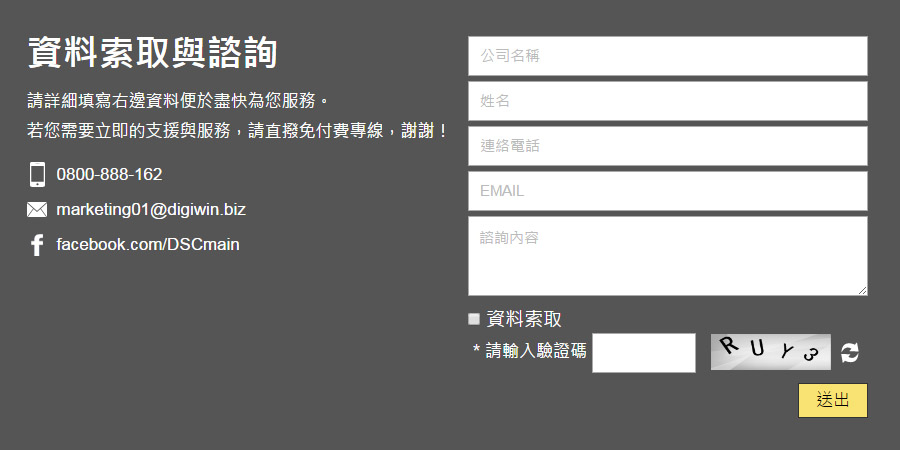 資料索取與諮詢
請詳細填寫右邊資料便於盡快為您服務。
若您需要立即的支援與服務，請直撥免付費專線，謝謝！
0800-888-162
marketing01@digiwin.biz
facebook.com/DSCmain
公司名稱
姓名
連絡電話
EMAIL
諮詢內容
資料索取
* 請輸入驗證碼
RUY3
送出